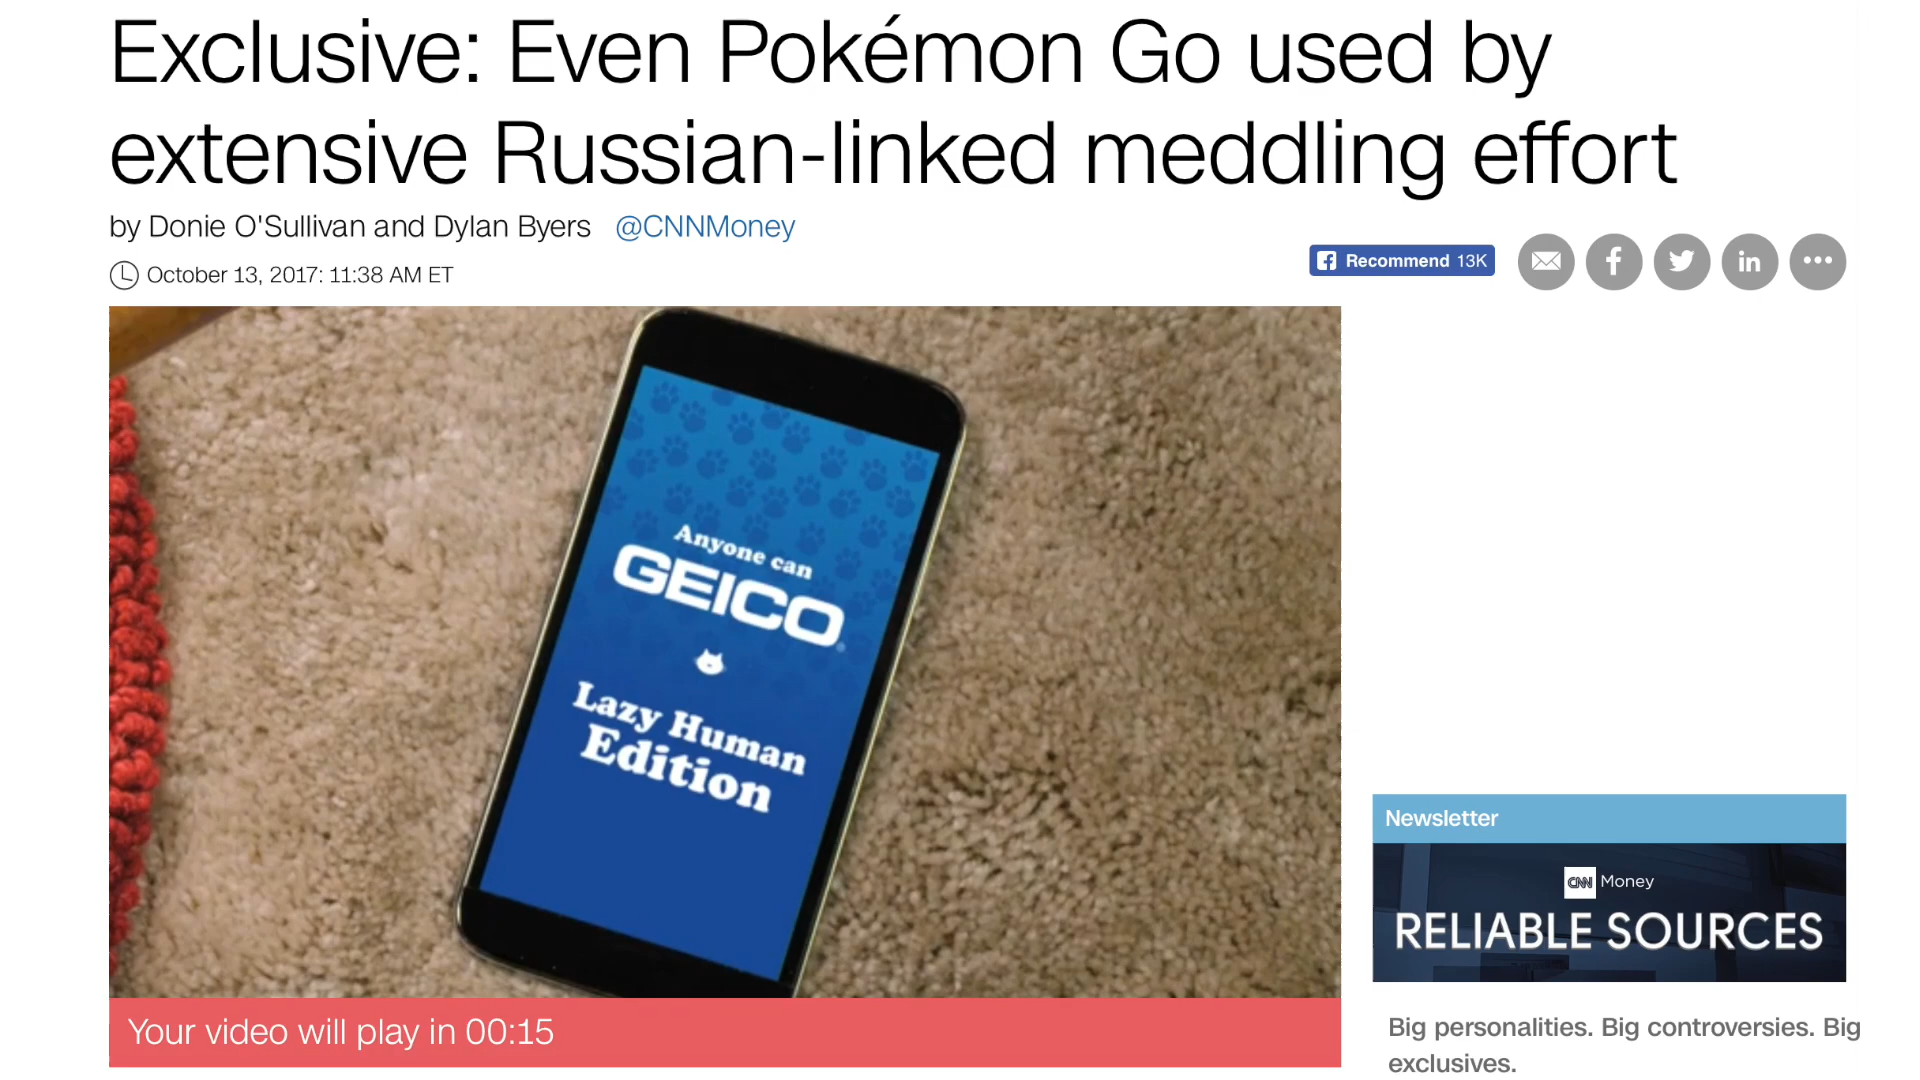 Exclusive: Even Pokémon Go used by
extensive Russian-linked meddling effort
by Donie O'Sullivan and Dylan Byers @CNNMoney
October 13, 2017: 11:38 AM ET
Recommend 13K
Anyone can
GEICO
Lazy Human
Edition
Your video will play in 00:15
Newsletter
CNN Money
RELIABLE SOURCES
Big personalities. Big controversies. Big
exclusives.